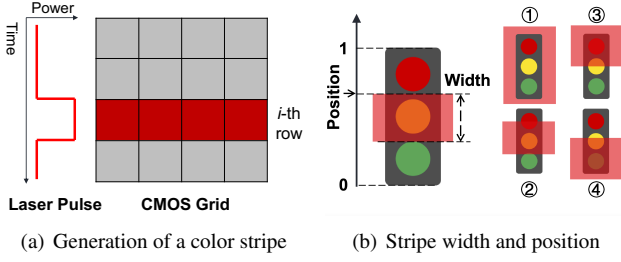 Power
Time
i-th
row
Laser Pulse
CMOS Grid
(a) Generation of a color stripe
Position
1
0
Width
①
③
②
④
(b) Stripe width and position